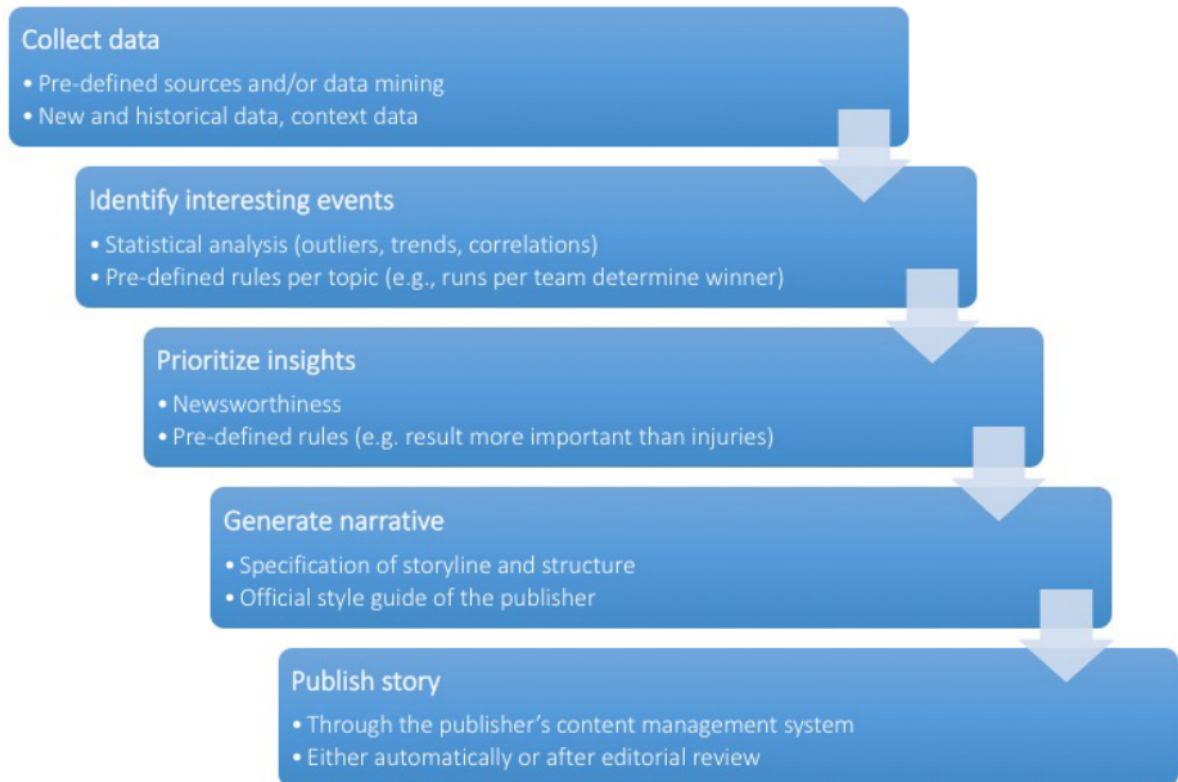 Collect data
• Pre-defined sources and/or data mining
• New and historical data, context data
Identify interesting events
• Statistical analysis (outliers, trends, correlations)
• Pre-defined rules per topic (e.g., runs per team determine winner)
Prioritize insights
• Newsworthiness
• Pre-defined rules (e.g. result more important than injuries)
Generate narrative
• Specification of storyline and structure
• Official style guide of the publisher
Publish story
• Through the publisher’s content management system
• Either automatically or after editorial review